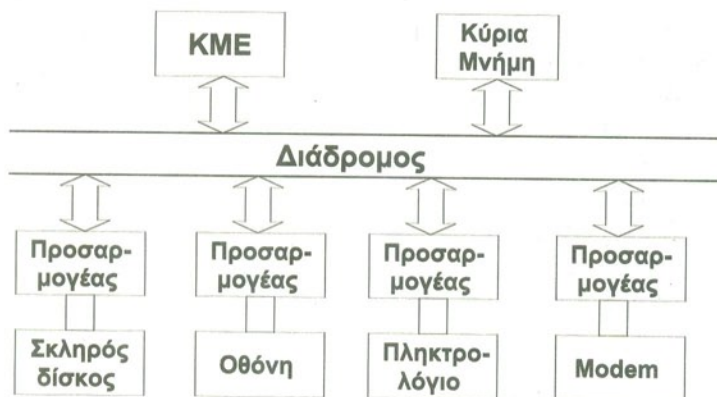 ΚΜΕ
Κύρια
Μνήμη
Διάδρομος
Προσαρ-
μογέας
Προσαρ-
μογέας
Προσαρ-
μογέας
Προσαρ-
μογέας
Σκληρός
δίσκος
Οθόνη
Πληκτρο-
λόγιο
Modem